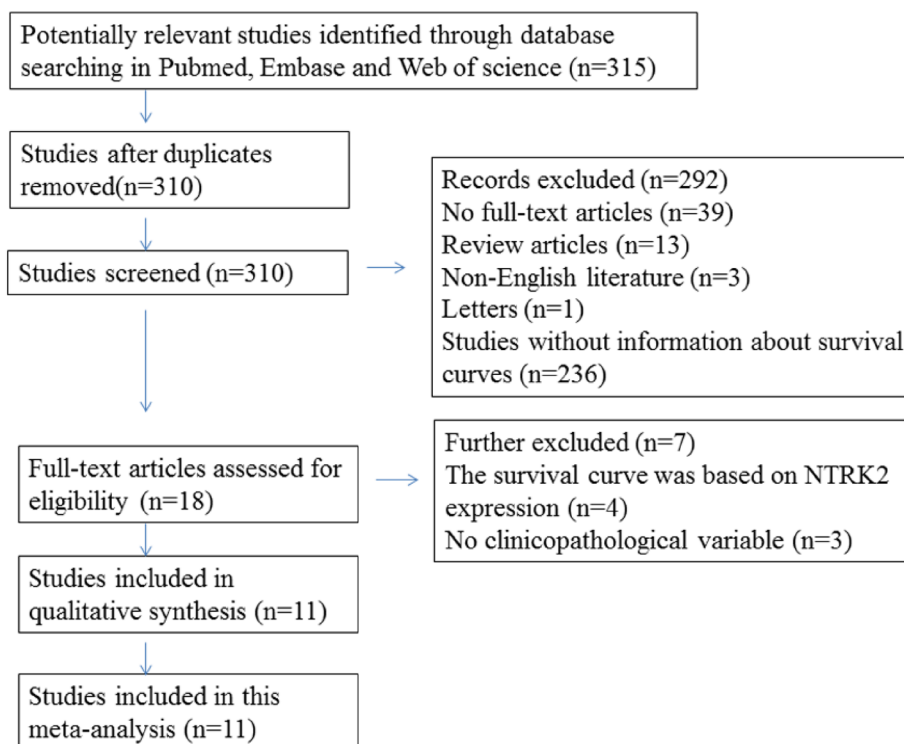 Potentially relevant studies identified through database
searching in Pubmed, Embase and Web of science (n=315)
Studies after duplicates
removed(n=310)
Studies screened (n=310)
Records excluded (n=292)
No full-text articles (n=39)
Review articles (n=13)
Non-English literature (n=3)
Letters (n=1)
Studies without information about survival
curves (n=236)
Full-text articles assessed for
eligibility (n=18)
Further excluded (n=7)
The survival curve was based on NTRK2
expression (n=4)
No clinicopathological variable (n=3)
Studies included in
qualitative synthesis (n=11)
Studies included in this
meta-analysis (n=11)